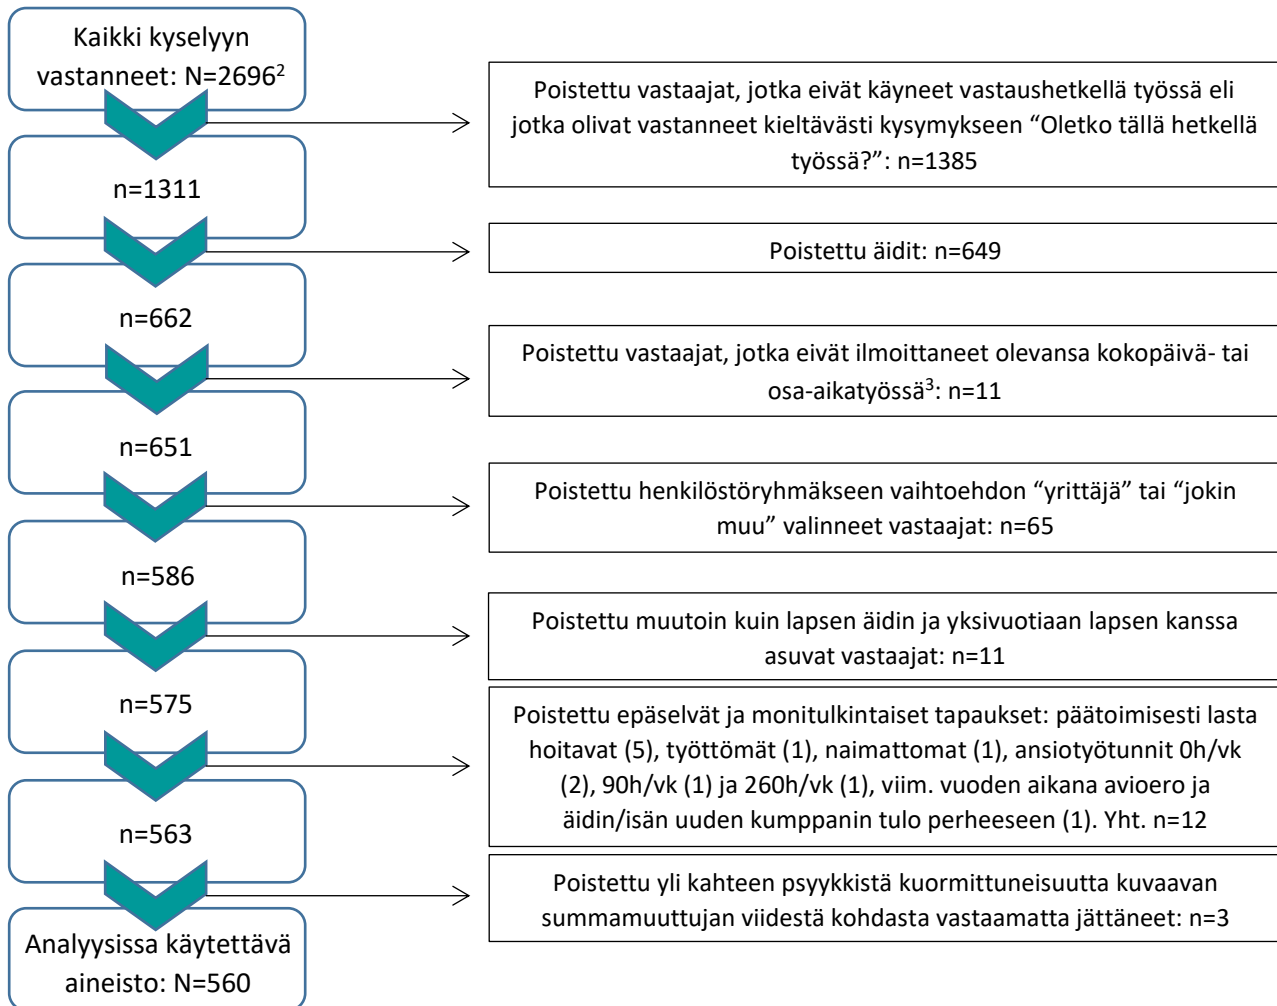 Kaikki kyselyyn
vastanneet: N=2696²
Poistettu vastaajat, jotka eivät käyneet vastaushetkellä työssä eli
jotka olivat vastanneet kieltävästi kysymykseen “Oletko tällä hetkellä
työssä?”: n=1385
n=1311
Poistettu äidit: n=649
n=662
Poistettu vastaajat, jotka eivät ilmoittaneet olevansa kokopäivä- tai
osa-aikatyössä³: n=11
n=651
Poistettu henkilöstöryhmäkseen vaihtoehdon “yrittäjä” tai “jokin
muu” valinneet vastaajat: n=65
n=586
Poistettu muutoin kuin lapsen äidin ja yksivuotiaan lapsen kanssa
asuvat vastaajat: n=11
n=575
Poistettu epäselvät ja monitulkintaiset tapaukset: päätoimisesti lasta
hoitavat (5), työttömät (1), naimattomat (1), ansiotyötunnit 0h/vk
(2), 90h/vk (1) ja 260h/vk (1), viim. vuoden aikana avioero ja
äidin/isän uuden kumppanin tulo perheeseen (1). Yht. n=12
n=563
Poistettu yli kahteen psyykkistä kuormittuneisuutta kuvaavan
summamuuttujan viidestä kohdasta vastaamatta jättäneet: n=3
Analyysissa käytettävä
aineisto: N=560